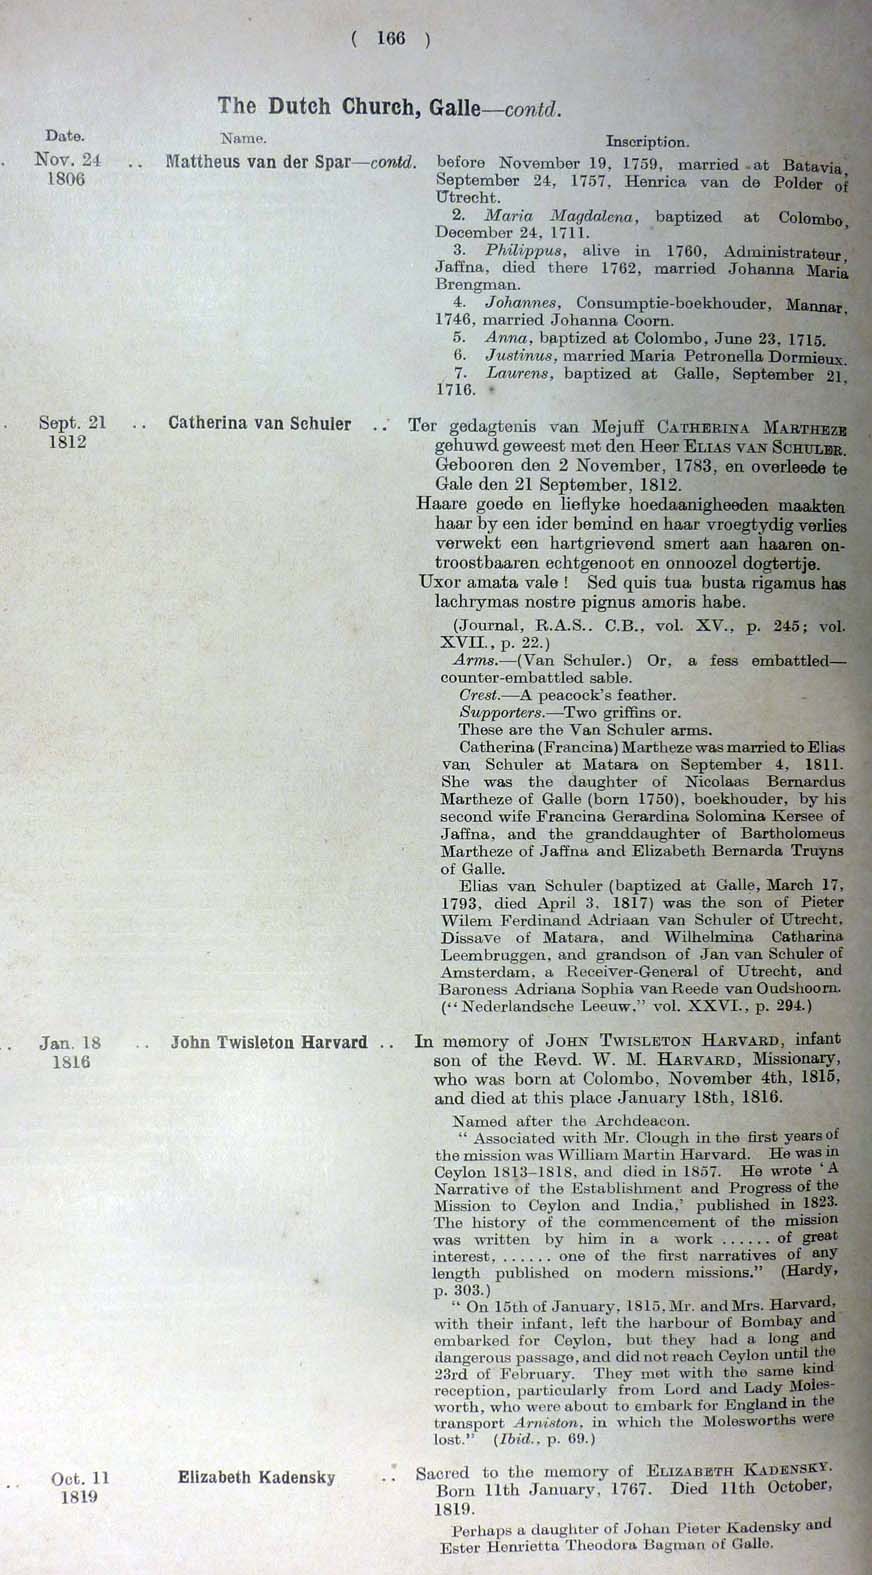 ( 166 )
The Dutch Church, Galle—contd.
Date. Name. Inscription.
Nov. 24 .. Mattheus van der Spar—contd. before November 19, 1759, married at Batavia,
1806 September 24, 1757, Henrica van de Polder of
Utrecht.
2. Maria Magdalena, baptized at Colombo,
December 24, 1711.
3. Philippus, alive in 1760, Administrateur,
Jaffna, died there 1762, married Johanna Maria
Brengman.
4. Johannes, Consumptie-boekhouder, Mannar,
1746, married Johanna Coorn.
5. Anna, baptized at Colombo, June 23, 1715.
6. Justinus, married Maria Petronella Dormieux.
7. Laurens, baptized at Galle, September 21,
1716.
Sept. 21 .. Catherina van Schuler .. Ter gedagtenis van Mejuff CATHERINA MARTHEZE
1812 gehuwd geweest met den Heer ELIAS VAN SCHULER.
Gebooren den 2 November, 1783, en overleede te
Gale den 21 September, 1812.
Haare goede en lieflyke hoedaanigheeden maakten
haar by een ider bemind en haar vroegtydig verlies
verwekt een hartgrievend smert aan haaren on-
troostbaaren echtgenoot en onnoozel dogtertje.
Uxor amata vale ! Sed quis tua busta rigamus has
lachrymas nostre pignus amoris habe.
(Journal, R.A.S.. C.B., vol. XV., p. 245; vol.
XVII., p. 22.)
Arms.—(Van Schuler.) Or, a fess embattled—
counter-embattled sable.
Crest.—A peacock's feather.
Supporters.—Two griffins or.
These are the Van Schuler arms.
Catherina (Francina) Martheze was married to Elias
van Schuler at Matara on September 4, 1811.
She was the daughter of Nicolaas Bernardus
Martheze of Galle (born 1750), boekhouder, by his
second wife Francina Gerardina Solomina Kersee of
Jaffna, and the granddaughter of Bartholomeus
Martheze of Jaffna and Elizabeth Bernarda Truyns
of Galle.
Elias van Schuler (baptized at Galle, March 17,
1793, died April 3, 1817) was the son of Pieter
Wilem Ferdinand Adriaan van Schuler of Utrecht,
Dissave of Matara, and Wilhelmina Catharina
Leembruggen, and grandson of Jan van Schuler of
Amsterdam, a Receiver-General of Utrecht, and
Baroness Adriana Sophia van Reede van Oudshoorn.
(“ Nederlandsche Leeuw,” vol. XXVI., p. 294.)
Jan. 18 .. John Twisleton Harvard .. In memory of JOHN TWISLETON HARVARD, infant
1816 son of the Revd. W. M. HARVARD, Missionary,
who was born at Colombo, November 4th, 1815,
and died at this place January 18th, 1816.
Named after the Archdeacon.
“ Associated with Mr. Clough in the first years of
the mission was William Martin Harvard. He was in
Ceylon 1813–1818, and died in 1857. He wrote ‘ A
Narrative of the Establishment and Progress of the
Mission to Ceylon and India,’ published in 1823.
The history of the commencement of the mission
was written by him in a work ...... of great
interest, ...... one of the first narratives of any
length published on modern missions.” (Hardy,
p. 303.)
“ On 15th of January, 1815, Mr. and Mrs. Harvard,
with their infant, left the harbour of Bombay and
embarked for Ceylon, but they had a long and
dangerous passage, and did not reach Ceylon until the
23rd of February. They met with the same kind
reception, particularly from Lord and Lady Moles-
worth, who were about to embark for England in the
transport Arniston, in which the Molesworths were
lost.” (Ibid., p. 69.)
Oct. 11 Elizabeth Kadensky .. Sacred to the memory of ELIZABETH KADENSKY.
1819 Born 11th January, 1767. Died 11th October,
1819.
Perhaps a daughter of Johan Pieter Kadensky and
Ester Henrietta Theodora Bagman of Galle.